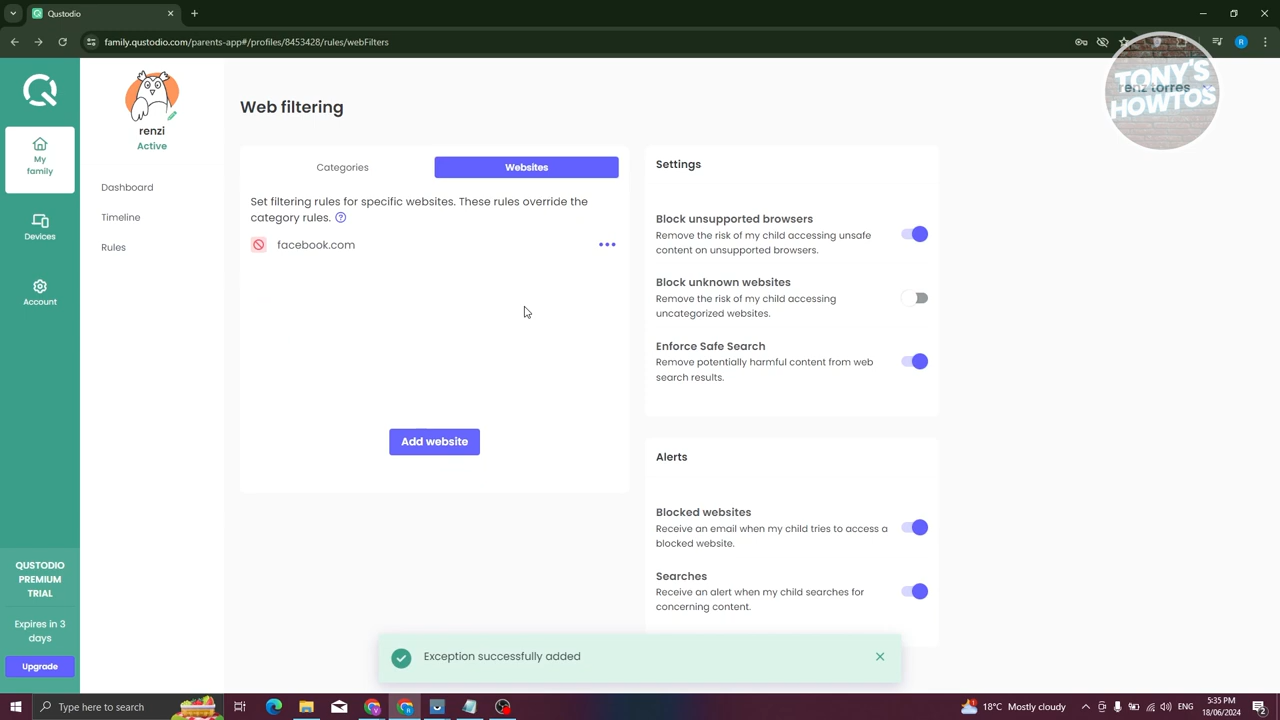 Qustodio
family.qustodio.com/parents-app#/profiles/8453428/rules/webFilters
R
TONY'S
HOWTOS
renz torres
My
family
Devices
Account
QUSTODIO
PREMIUM
TRIAL
Expires in 3
days
Upgrade
renzi
Active
Dashboard
Timeline
Rules
Web filtering
Categories
Websites
Set filtering rules for specific websites. These rules override the
category rules. ?
facebook.com
Add website
Settings
Block unsupported browsers
Remove the risk of my child accessing unsafe
content on unsupported browsers.
Block unknown websites
Remove the risk of my child accessing
uncategorized websites.
Enforce Safe Search
Remove potentially harmful content from web
search results.
Alerts
Blocked websites
Receive an email when my child tries to access a
blocked website.
Searches
Receive an alert when my child searches for
concerning content.
Exception successfully added
Type here to search
18°C Mostly cloudy
ENG
5:35 PM
18/06/2024
2